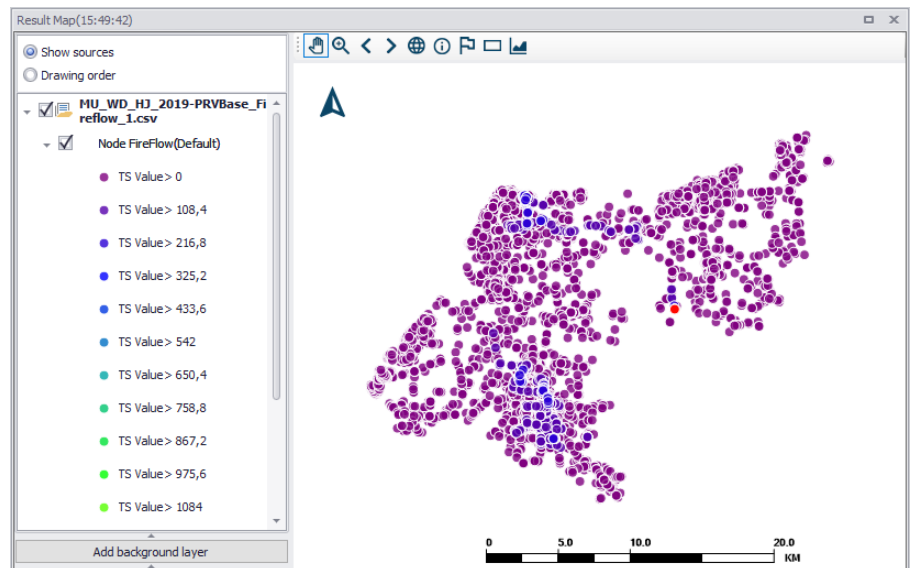 Result Map(15:49:42)
Show sources
Drawing order
MU_WD_HJ_2019-PRVBase_Fi
reflow_1.csv
Node FireFlow(Default)
TS Value> 0
TS Value> 108,4
TS Value> 216,8
TS Value> 325,2
TS Value> 433,6
TS Value> 542
TS Value> 650,4
TS Value> 758,8
TS Value> 867,2
TS Value> 975,6
TS Value> 1084
Add background layer
0 5.0 10.0 20.0
KM